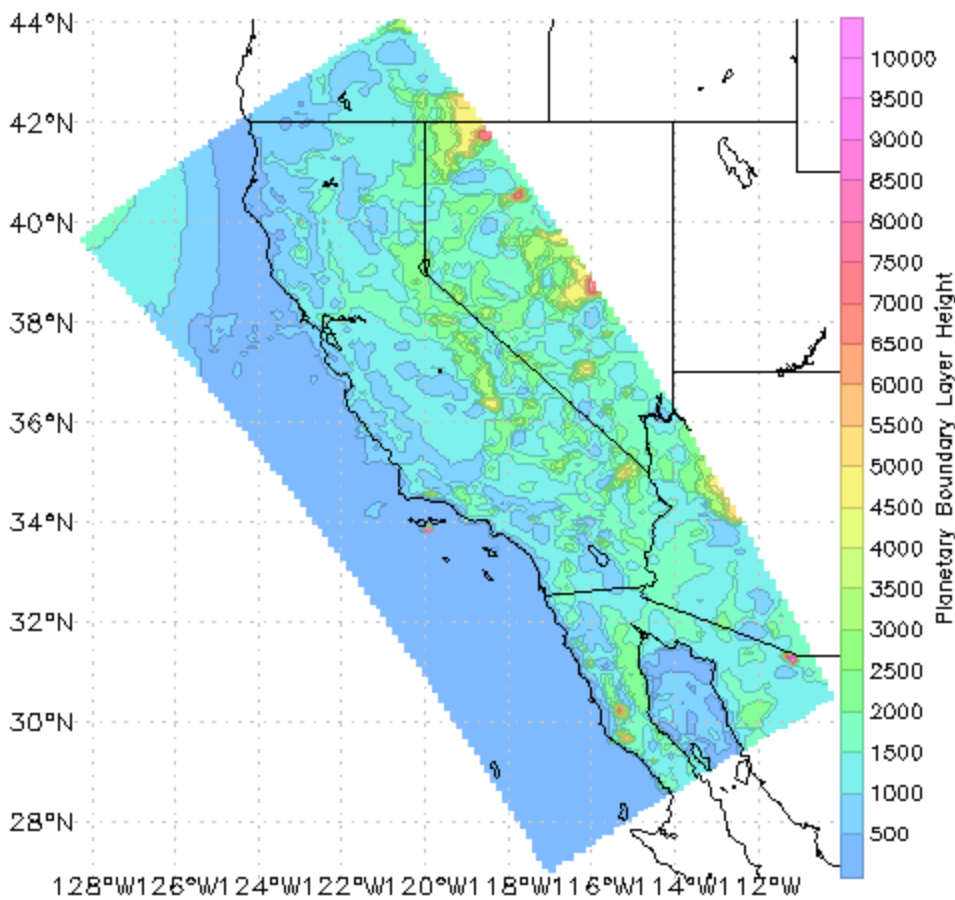 44°N
42°N
40°N
38°N
36°N
34°N
32°N
30°N
28°N
128°W126°W124°W122°W120°W118°W116°W114°W112°W
10000
9500
9000
8500
8000
7500
7000
6500
6000
5500
5000
4500
4000
3500
3000
2500
2000
1500
1000
500
Planetary Boundary Layer Height